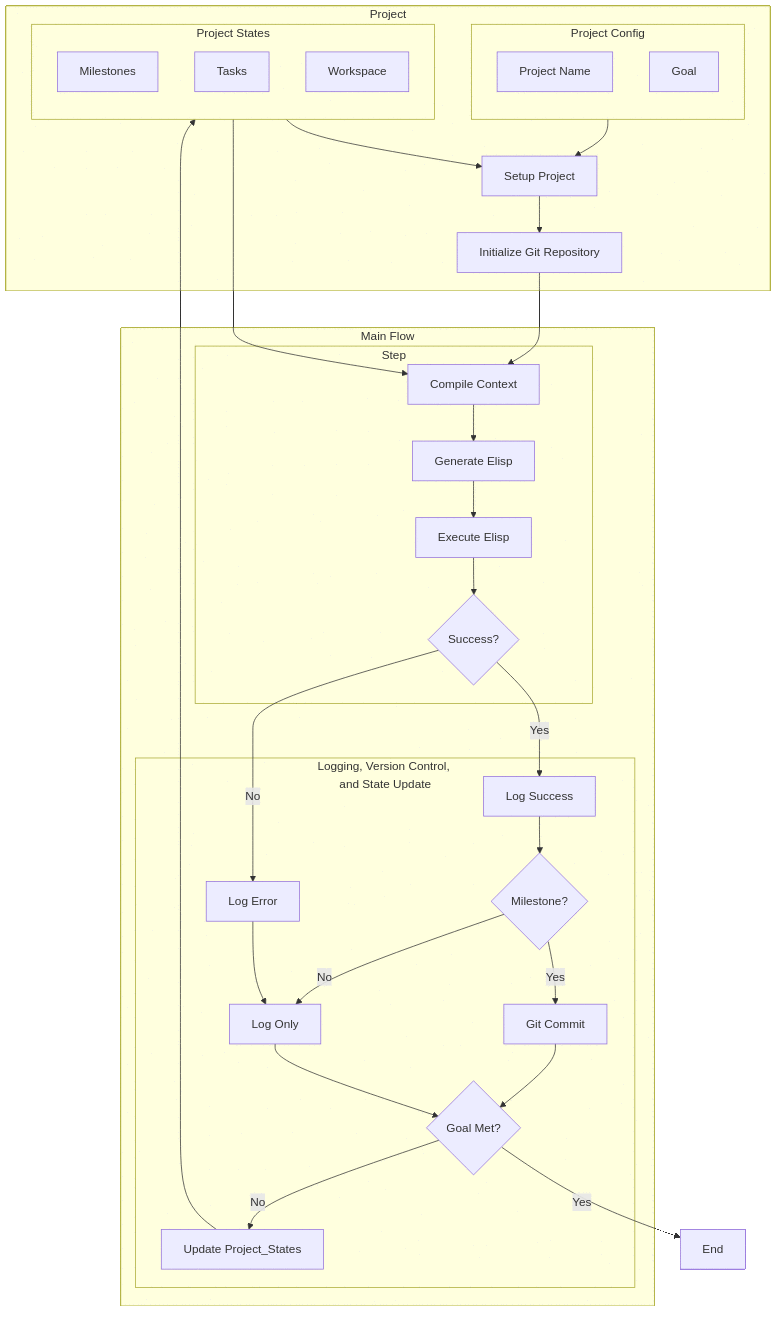 Project
Project States
Project Config
Milestones
Tasks
Workspace
Project Name
Goal
Setup Project
Initialize Git Repository
Main Flow
Step
Compile Context
Generate Elisp
Execute Elisp
Success?
Yes
No
Logging, Version Control,
and State Update
Log Success
Log Error
Milestone?
No
Yes
Log Only
Git Commit
Goal Met?
No
Yes
Update Project_States
End